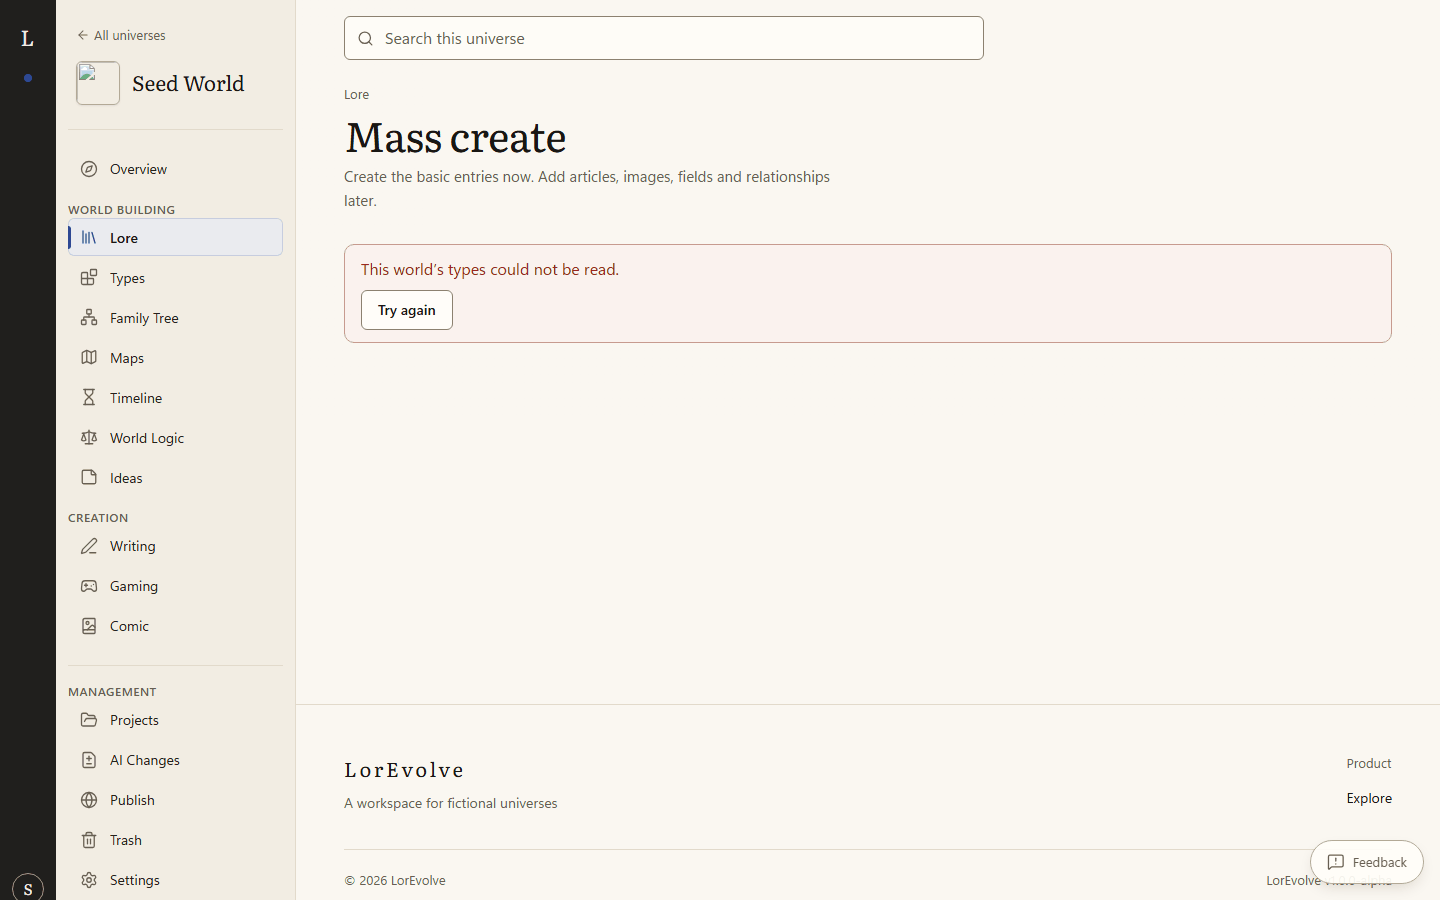 L
← All universes
Seed World
Overview
WORLD BUILDING
Lore
Types
Family Tree
Maps
Timeline
World Logic
Ideas
CREATION
Writing
Gaming
Comic
MANAGEMENT
Projects
AI Changes
Publish
Trash
Settings
S
Search this universe
Lore
Mass create
Create the basic entries now. Add articles, images, fields and relationships
later.
This world’s types could not be read.
Try again
LorEvolve
A workspace for fictional universes
Product
Explore
Feedback
© 2026 LorEvolve
LorEvolve